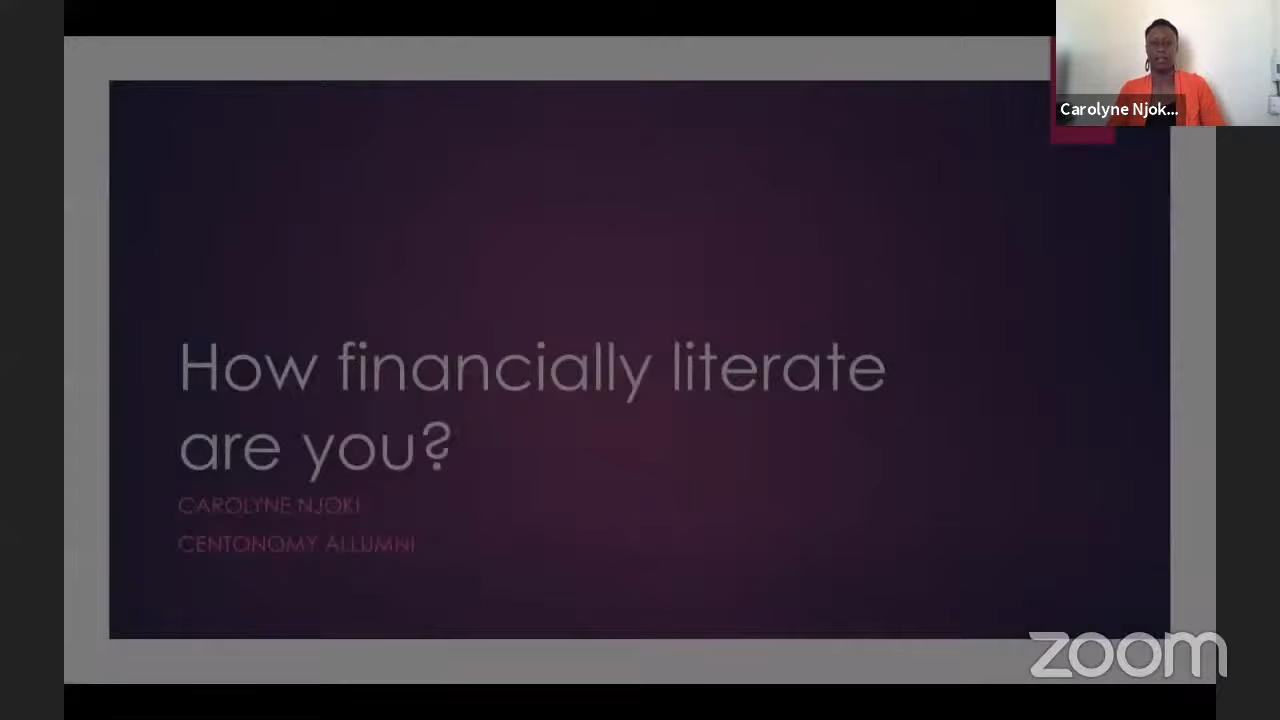 Carolyne Njok...
How financially literate
are you?
CAROLYNE NJOKI
CENTONOMY ALLUMNI
zoom